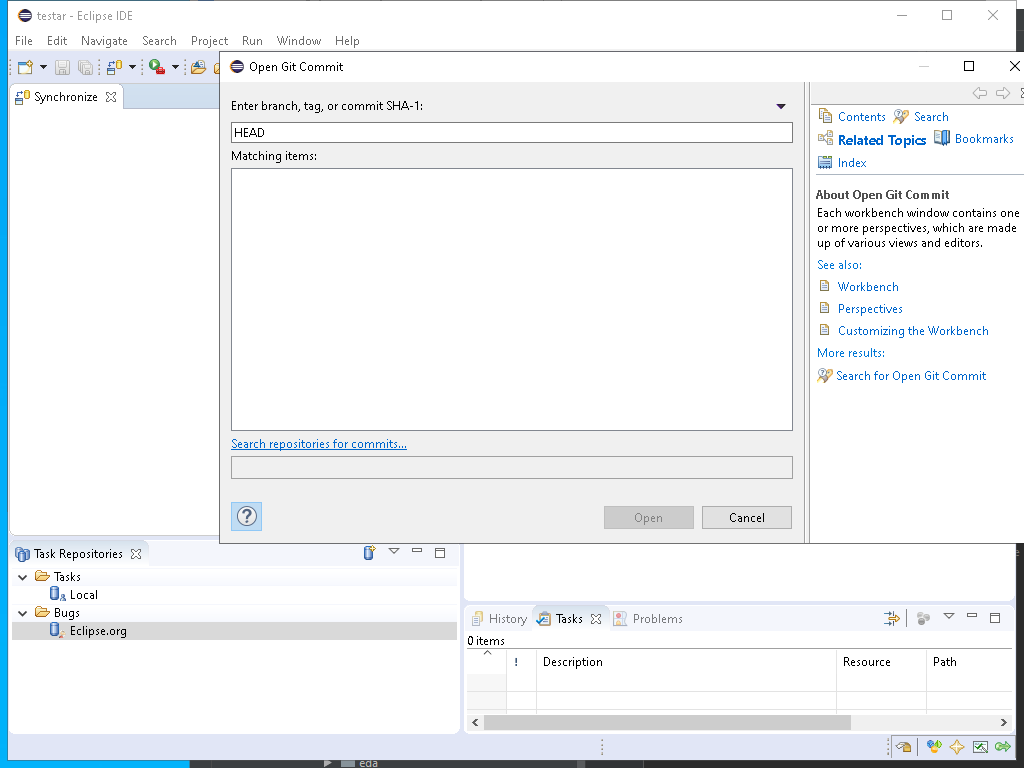 testar - Eclipse IDE
File Edit Navigate Search Project Run Window Help
Synchronize
Open Git Commit
Enter branch, tag, or commit SHA-1:
HEAD
Matching items:
Search repositories for commits...
?
Open Cancel
Contents Search
Related Topics Bookmarks
Index
About Open Git Commit
Each workbench window contains one
or more perspectives, which are made
up of various views and editors.
See also:
Workbench
Perspectives
Customizing the Workbench
More results:
Search for Open Git Commit
Task Repositories
Tasks
Local
Bugs
Eclipse.org
History Tasks Problems
0 items
! Description Resource Path
eda